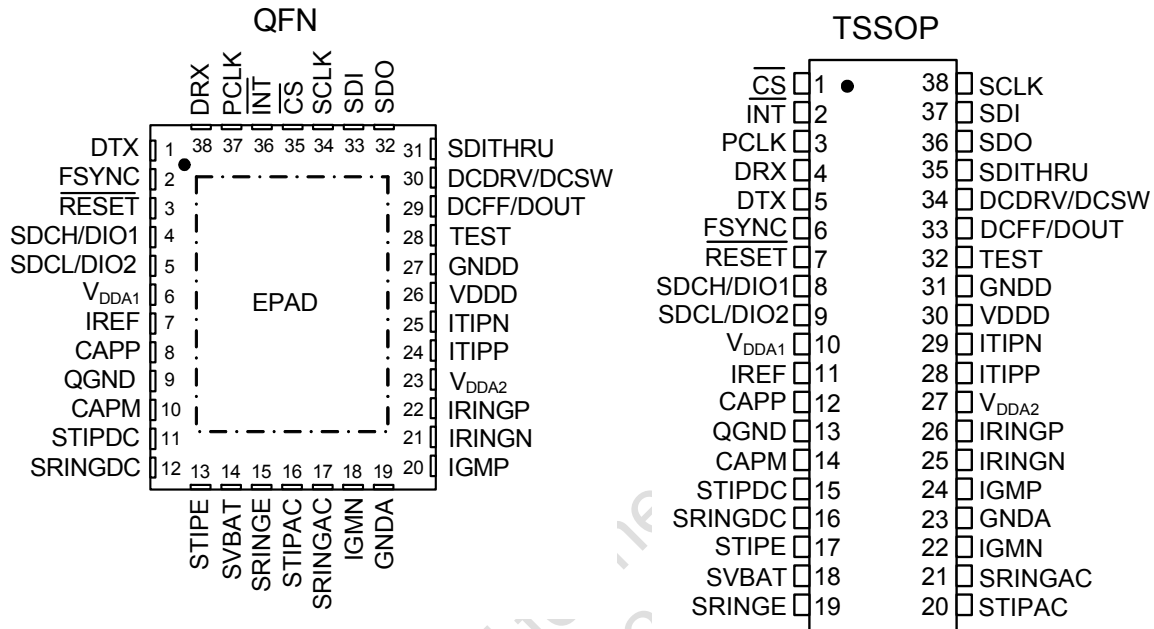 QFN
DRX
PCLK
INT
CS
SCLK
SDI
SDO
38 37 36 35 34 33 32
DTX 1
FSYNC 2
RESET 3
SDCH/DIO1 4
SDCL/DIO2 5
VDDA1 6
IREF 7
CAPP 8
QGND 9
CAPM 10
STIPDC 11
SRINGDC 12
EPAD
31 SDITHRU
30 DCDRV/DCSW
29 DCFF/DOUT
28 TEST
27 GNDD
26 VDDD
25 ITIPN
24 ITIPP
23 VDDA2
22 IRINGP
21 IRINGN
20 IGMP
13 14 15 16 17 18 19
STIPE
SVBAT
SRINGE
STIPAC
SRINGAC
IGMN
GNDA
TSSOP
CS 1 38 SCLK
INT 2 37 SDI
PCLK 3 36 SDO
DRX 4 35 SDITHRU
DTX 5 34 DCDRV/DCSW
FSYNC 6 33 DCFF/DOUT
RESET 7 32 TEST
SDCH/DIO1 8 31 GNDD
SDCL/DIO2 9 30 VDDD
VDDA1 10 29 ITIPN
IREF 11 28 ITIPP
CAPP 12 27 VDDA2
QGND 13 26 IRINGP
CAPM 14 25 IRINGN
STIPDC 15 24 IGMP
SRINGDC 16 23 GNDA
STIPE 17 22 IGMN
SVBAT 18 21 SRINGAC
SRINGE 19 20 STIPAC